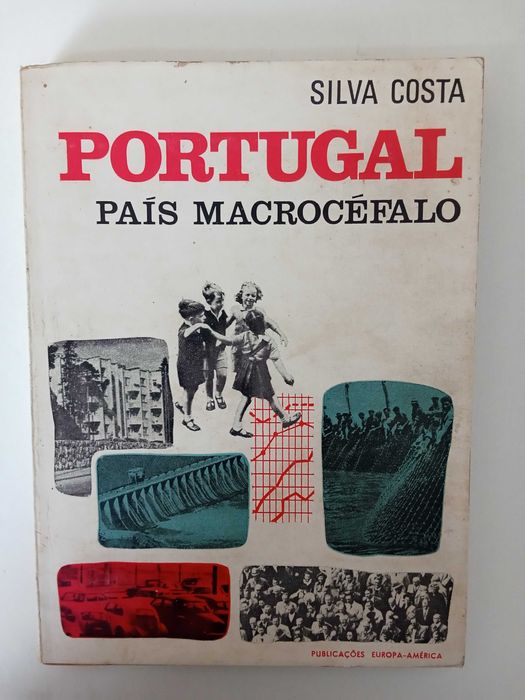 SILVA COSTA
PORTUGAL
PAÍS MACROCÉFALO
PUBLICAÇÕES EUROPA-AMÉRICA